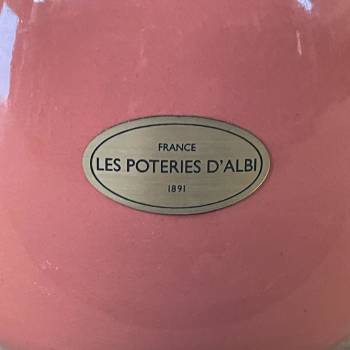 FRANCE
LES POTERIES D'ALBI
1891